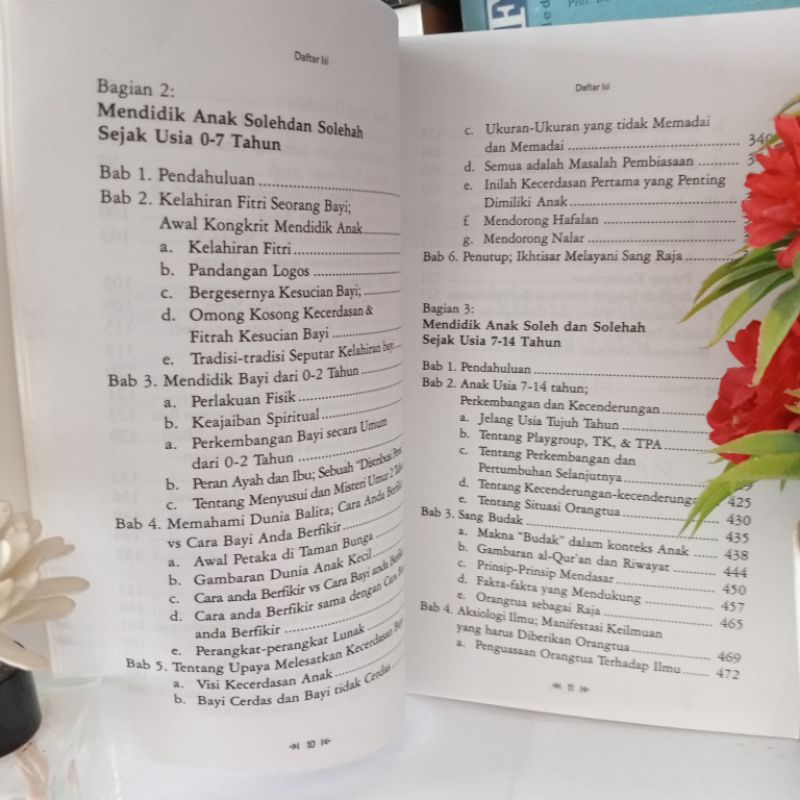 Daftar Isi
Bagian 2:
Mendidik Anak Solehdan Solehah
Sejak Usia 0-7 Tahun
Bab 1. Pendahuluan
Bab 2. Kelahiran Fitri Seorang Bayi;
Awal Kongkrit Mendidik Anak
a. Kelahiran Fitri
b. Pandangan Logos
c. Bergesernya Kesucian Bayi;
d. Omong Kosong Kecerdasan &
Fitrah Kesucian Bayi
e. Tradisi-tradisi Seputar Kelahiran bayi
Bab 3. Mendidik Bayi dari 0-2 Tahun
a. Perlakuan Fisik
b. Keajaiban Spiritual
a. Perkembangan Bayi secara Umum
dari 0-2 Tahun
b. Peran Ayah dan Ibu; Sebuah "Distribusi
c. Tentang Menyusui dan Misteri Umur 2
Bab 4. Memahami Dunia Balita; Cara Anda Berfikir
vs Cara Bayi Anda Berfikir
a. Awal Petaka di Taman Bunga
b. Gambaran Dunia Anak Kecil
c. Cara anda Berfikir vs Cara Bayi anda
d. Cara anda Berfikir sama dengan Cara
anda Berfikir
e. Perangkat-perangkat Lunak
Bab 5. Tentang Upaya Melesatkan Kecerdasan
a. Visi Kecerdasan Anak
b. Bayi Cerdas dan Bayi tidak Cerdas
10
Daftar Isi
c. Ukuran-Ukuran yang tidak Memadai
dan Memadai 340
d. Semua adalah Masalah Pembiasaan
e. Inilah Kecerdasan Pertama yang Penting
Dimiliki Anak
f. Mendorong Hafalan
g. Mendorong Nalar
Bab 6. Penutup; Ikhtisar Melayani Sang Raja
Bagian 3:
Mendidik Anak Soleh dan Solehah
Sejak Usia 7-14 Tahun
Bab 1. Pendahuluan
Bab 2. Anak Usia 7-14 tahun;
Perkembangan dan Kecenderungan
a. Jelang Usia Tujuh Tahun
b. Tentang Playgroup, TK, & TPA
c. Tentang Perkembangan dan
Pertumbuhan Selanjutnya
d. Tentang Kecenderungan-kecenderungan 425
e. Tentang Situasi Orangtua 430
Bab 3. Sang Budak 435
a. Makna "Budak" dalam konteks Anak 438
b. Gambaran al-Qur'an dan Riwayat 444
c. Prinsip-Prinsip Mendasar 450
d. Fakta-fakta yang Mendukung 457
e. Orangtua sebagai Raja 465
Bab 4. Aksiologi Ilmu; Manifestasi Keilmuan
yang harus Diberikan Orangtua 469
a. Penguasaan Orangtua Terhadap Ilmu 472
11